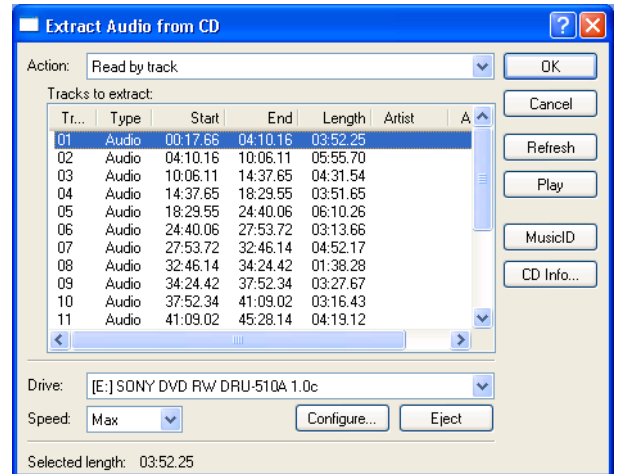 Extract Audio from CD
Action: Read by track OK
Tracks to extract: Cancel
Tr... Type Start End Length Artist A
01 Audio 00:17.66 04:10.16 03:52.25
02 Audio 04:10.16 10:06.11 05:55.70 Refresh
03 Audio 10:06.11 14:37.65 04:31.54
04 Audio 14:37.65 18:29.55 03:51.65 Play
05 Audio 18:29.55 24:40.06 06:10.26
06 Audio 24:40.06 27:53.72 03:13.66 MusicID
07 Audio 27:53.72 32:46.14 04:52.17
08 Audio 32:46.14 34:24.42 01:38.28 CD Info...
09 Audio 34:24.42 37:52.34 03:27.67
10 Audio 37:52.34 41:09.02 03:16.43
11 Audio 41:09.02 45:28.14 04:19.12
Drive: [E:] SONY DVD RW DRU-510A 1.0c
Speed: Max Configure... Eject
Selected length: 03:52.25